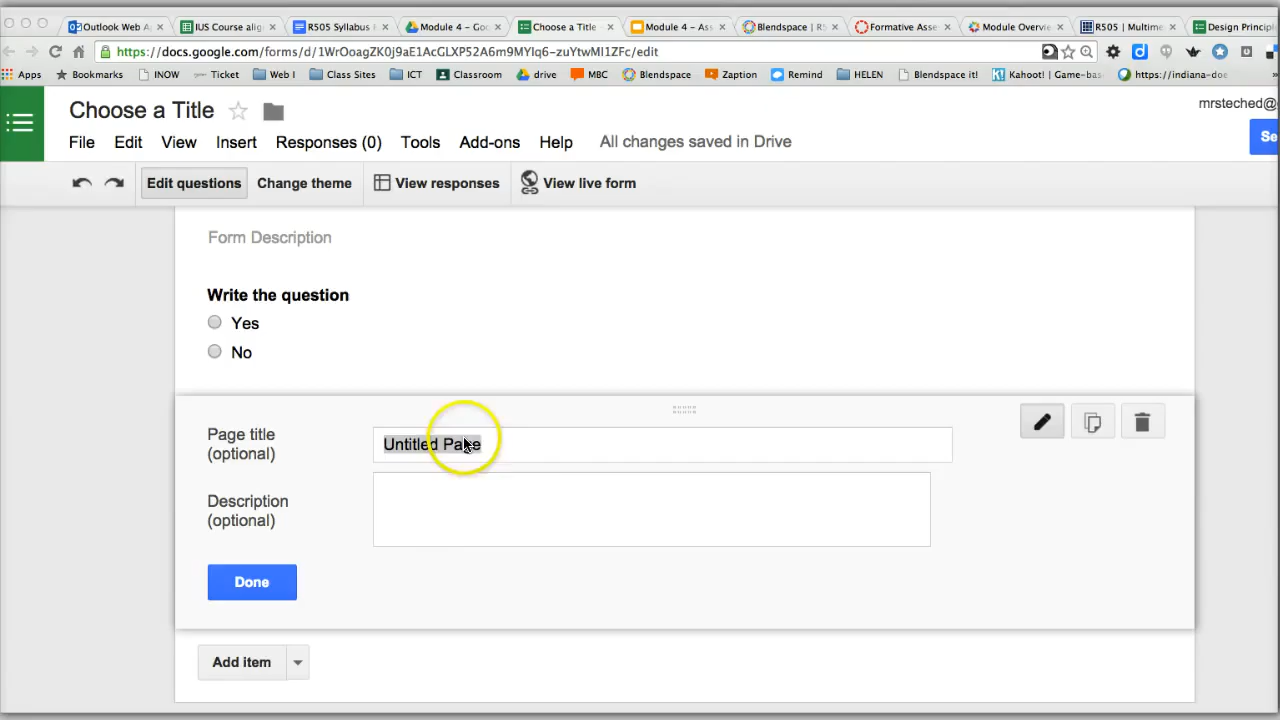 Outlook Web A
IUS Course align
R505 Syllabus
Module 4 – Goo
Choose a Title
Module 4 – Ass
Blendspace | R5
Formative Asse
Module Overvie
R505 | Multime
Design Principl
https://docs.google.com/forms/d/1WrOoagZK0j9aE1AcGLXP52A6m9MYlq6-zuYtwMI1ZFc/edit
Apps Bookmarks INOW Ticket Web I Class Sites ICT Classroom drive MBC Blendspace Zaption Remind HELEN Blendspace it! Kahoot! | Game-bas https://indiana-doe
Choose a Title
mrsteched@
File Edit View Insert Responses (0) Tools Add-ons Help All changes saved in Drive
Se
Edit questions Change theme View responses View live form
Form Description
Write the question
Yes
No
Page title
(optional)
Untitled Page
Description
(optional)
Done
Add item